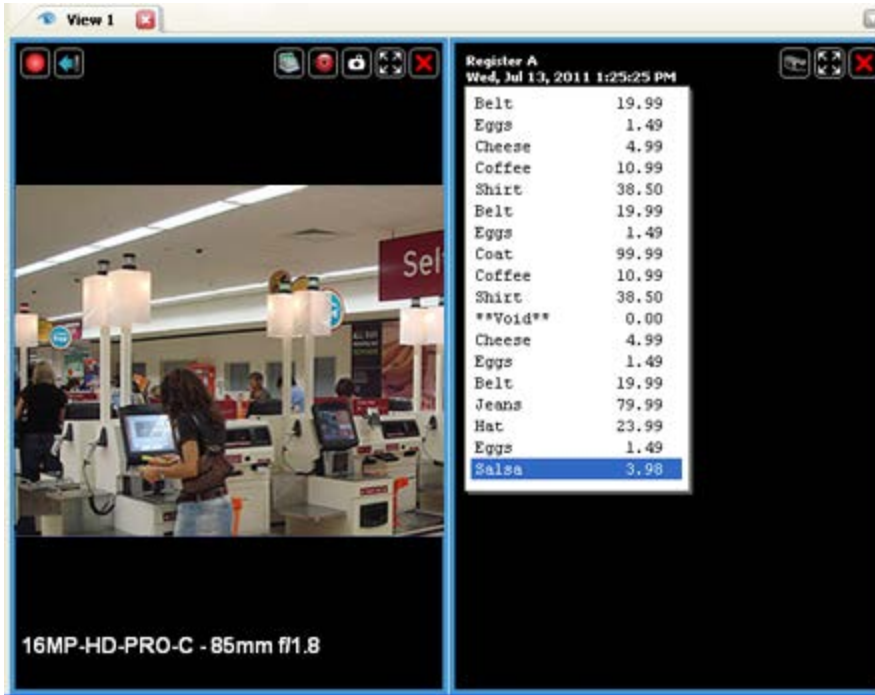 View 1
Register A
Wed, Jul 13, 2011 1:25:25 PM
Belt 19.99
Eggs 1.49
Cheese 4.99
Coffee 10.99
Shirt 38.50
Belt 19.99
Eggs 1.49
Coat 99.99
Coffee 10.99
Shirt 38.50
**Void** 0.00
Cheese 4.99
Eggs 1.49
Belt 19.99
Jeans 79.99
Hat 23.99
Eggs 1.49
Salsa 3.98
Sel
16MP-HD-PRO-C - 85mm f/1.8